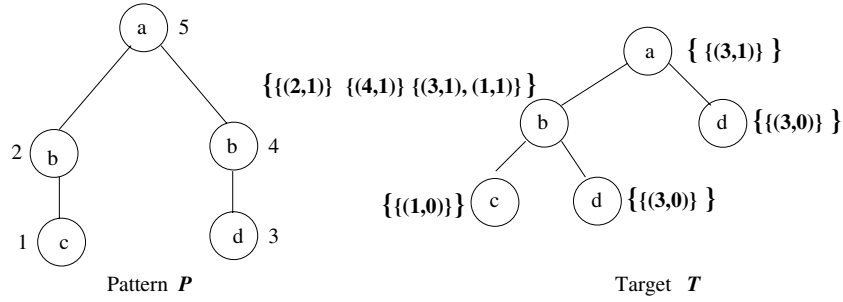 a 5
a { {(3,1)} }
{{(2,1)} {(4,1)} {(3,1), (1,1)}}
b d {{(3,0)} }
2 b b 4
{{(1,0)}} c d {{(3,0)} }
1 c d 3
Pattern P Target T